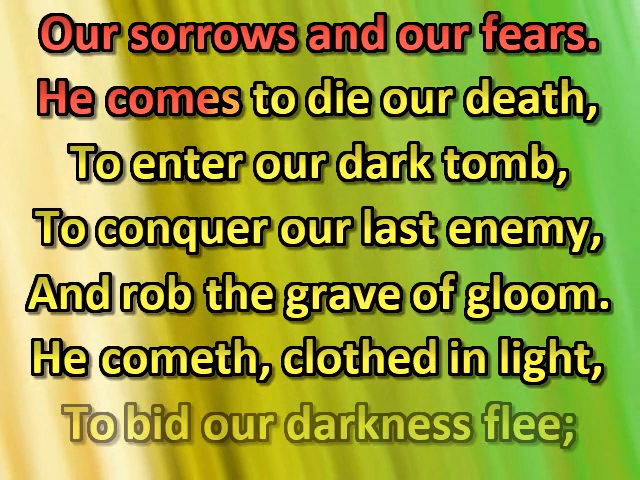 Our sorrows and our fears.
He comes to die our death,
To enter our dark tomb,
To conquer our last enemy,
And rob the grave of gloom.
He cometh, clothed in light,
To bid our darkness flee;